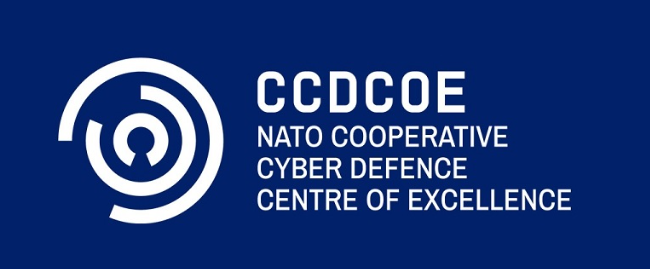 CCDCOE
NATO COOPERATIVE
CYBER DEFENCE
CENTRE OF EXCELLENCE